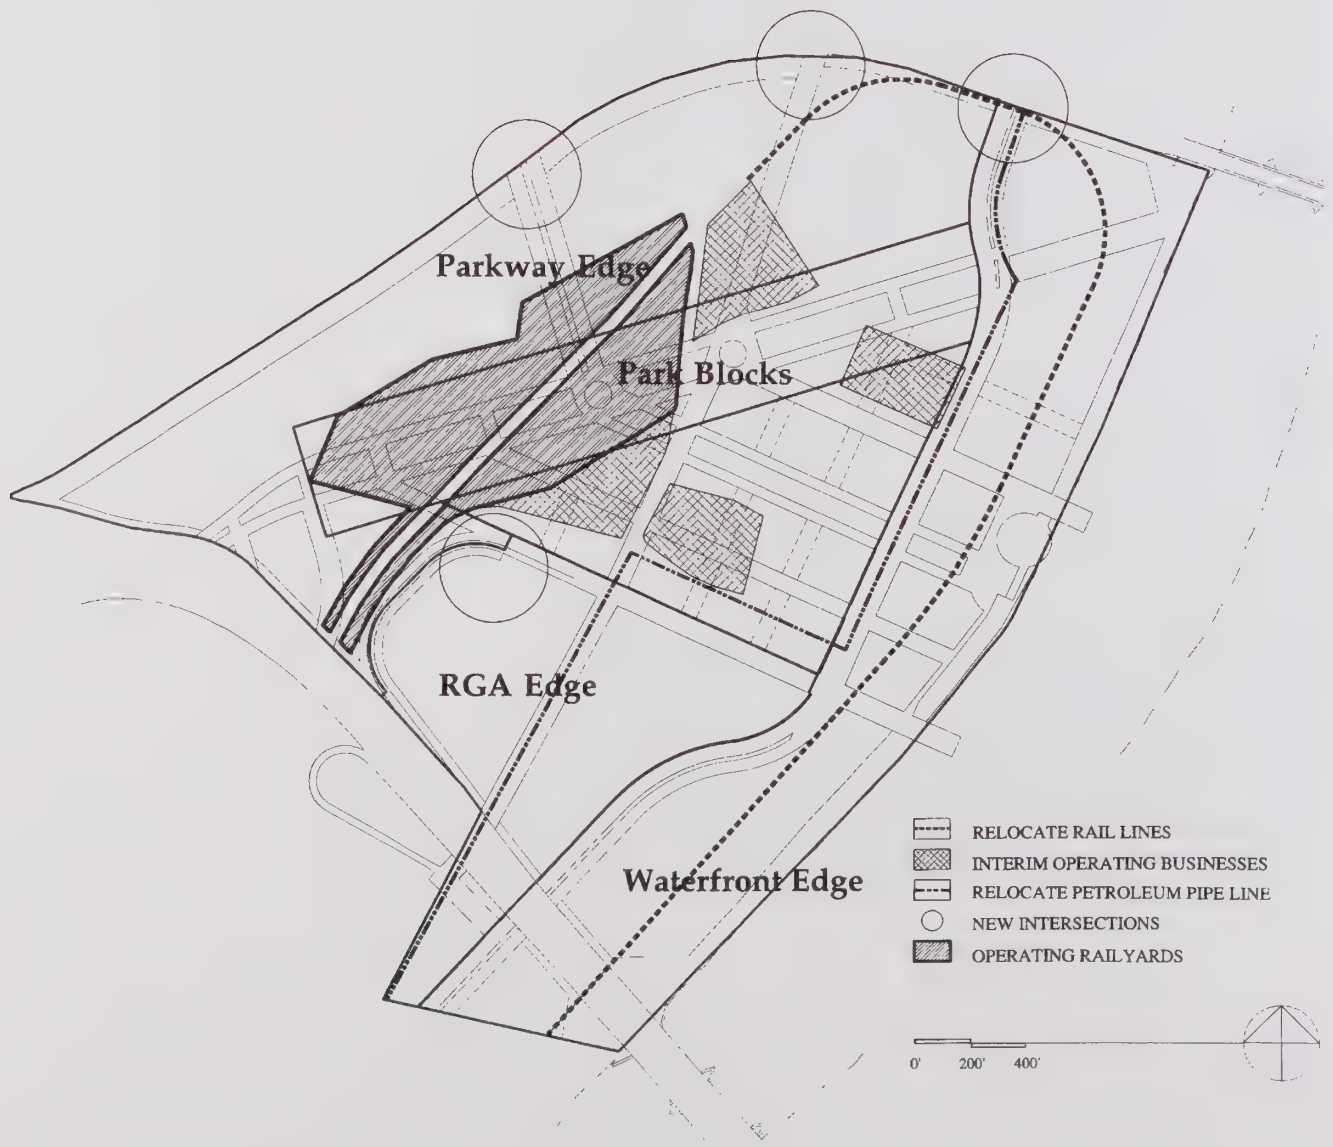 Parkway Edge
Park Blocks
RGA Edge
Waterfront Edge
RELOCATE RAIL LINES
INTERIM OPERATING BUSINESSES
RELOCATE PETROLEUM PIPE LINE
NEW INTERSECTIONS
OPERATING RAILYARDS
0' 200' 400'